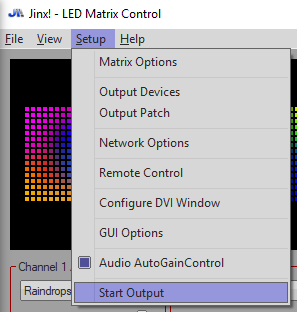 Jinx! - LED Matrix Control
File View Setup Help
Matrix Options
Output Devices
Output Patch
Network Options
Remote Control
Configure DVI Window
GUI Options
Audio AutoGainControl
Channel 1
Start Output
Raindrops